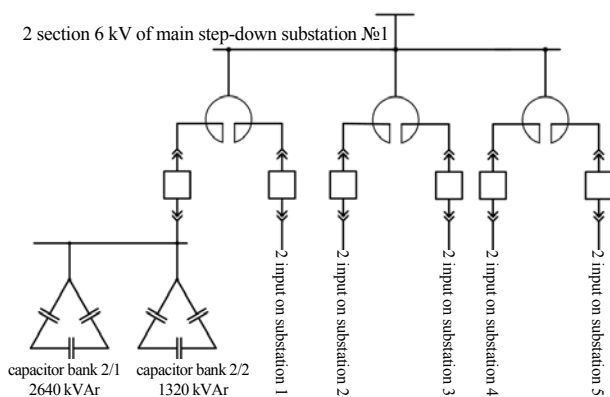 2 section 6 kV of main step-down substation №1
2 input on substation 1
2 input on substation 2
2 input on substation 3
2 input on substation 4
2 input on substation 5
capacitor bank 2/1
2640 kVAr
capacitor bank 2/2
1320 kVAr